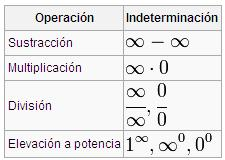 Operación Indeterminación
Sustracción ∞ − ∞
Multiplicación ∞ · 0
División ∞/∞, 0/0
Elevación a potencia 1^∞, ∞^0, 0^0